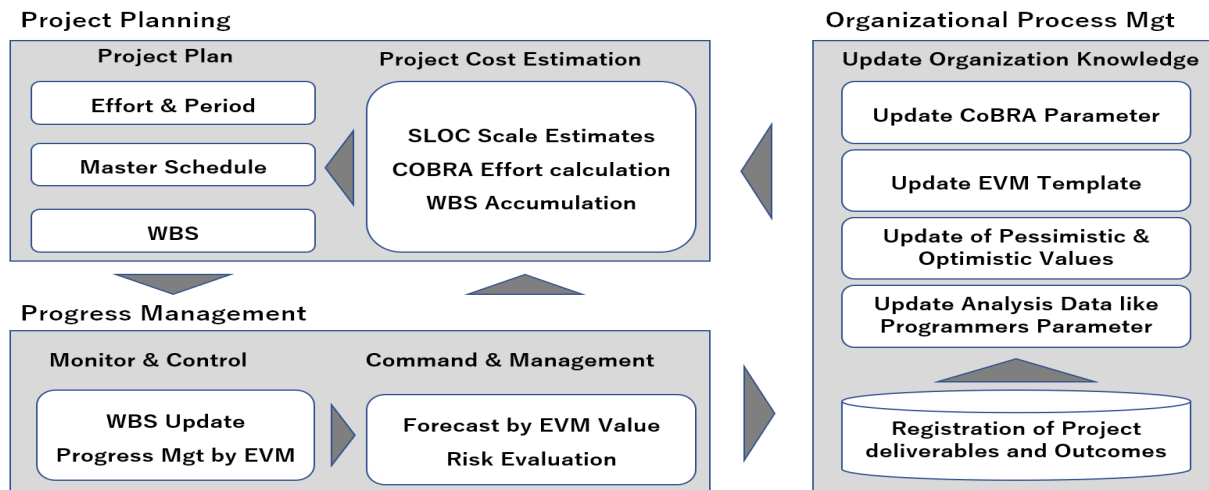 Project Planning
Project Plan
Effort & Period
Master Schedule
WBS
Project Cost Estimation
SLOC Scale Estimates
COBRA Effort calculation
WBS Accumulation
Progress Management
Monitor & Control
WBS Update
Progress Mgt by EVM
Command & Management
Forecast by EVM Value
Risk Evaluation
Organizational Process Mgt
Update Organization Knowledge
Update CoBRA Parameter
Update EVM Template
Update of Pessimistic &
Optimistic Values
Update Analysis Data like
Programmers Parameter
Registration of Project
deliverables and Outcomes